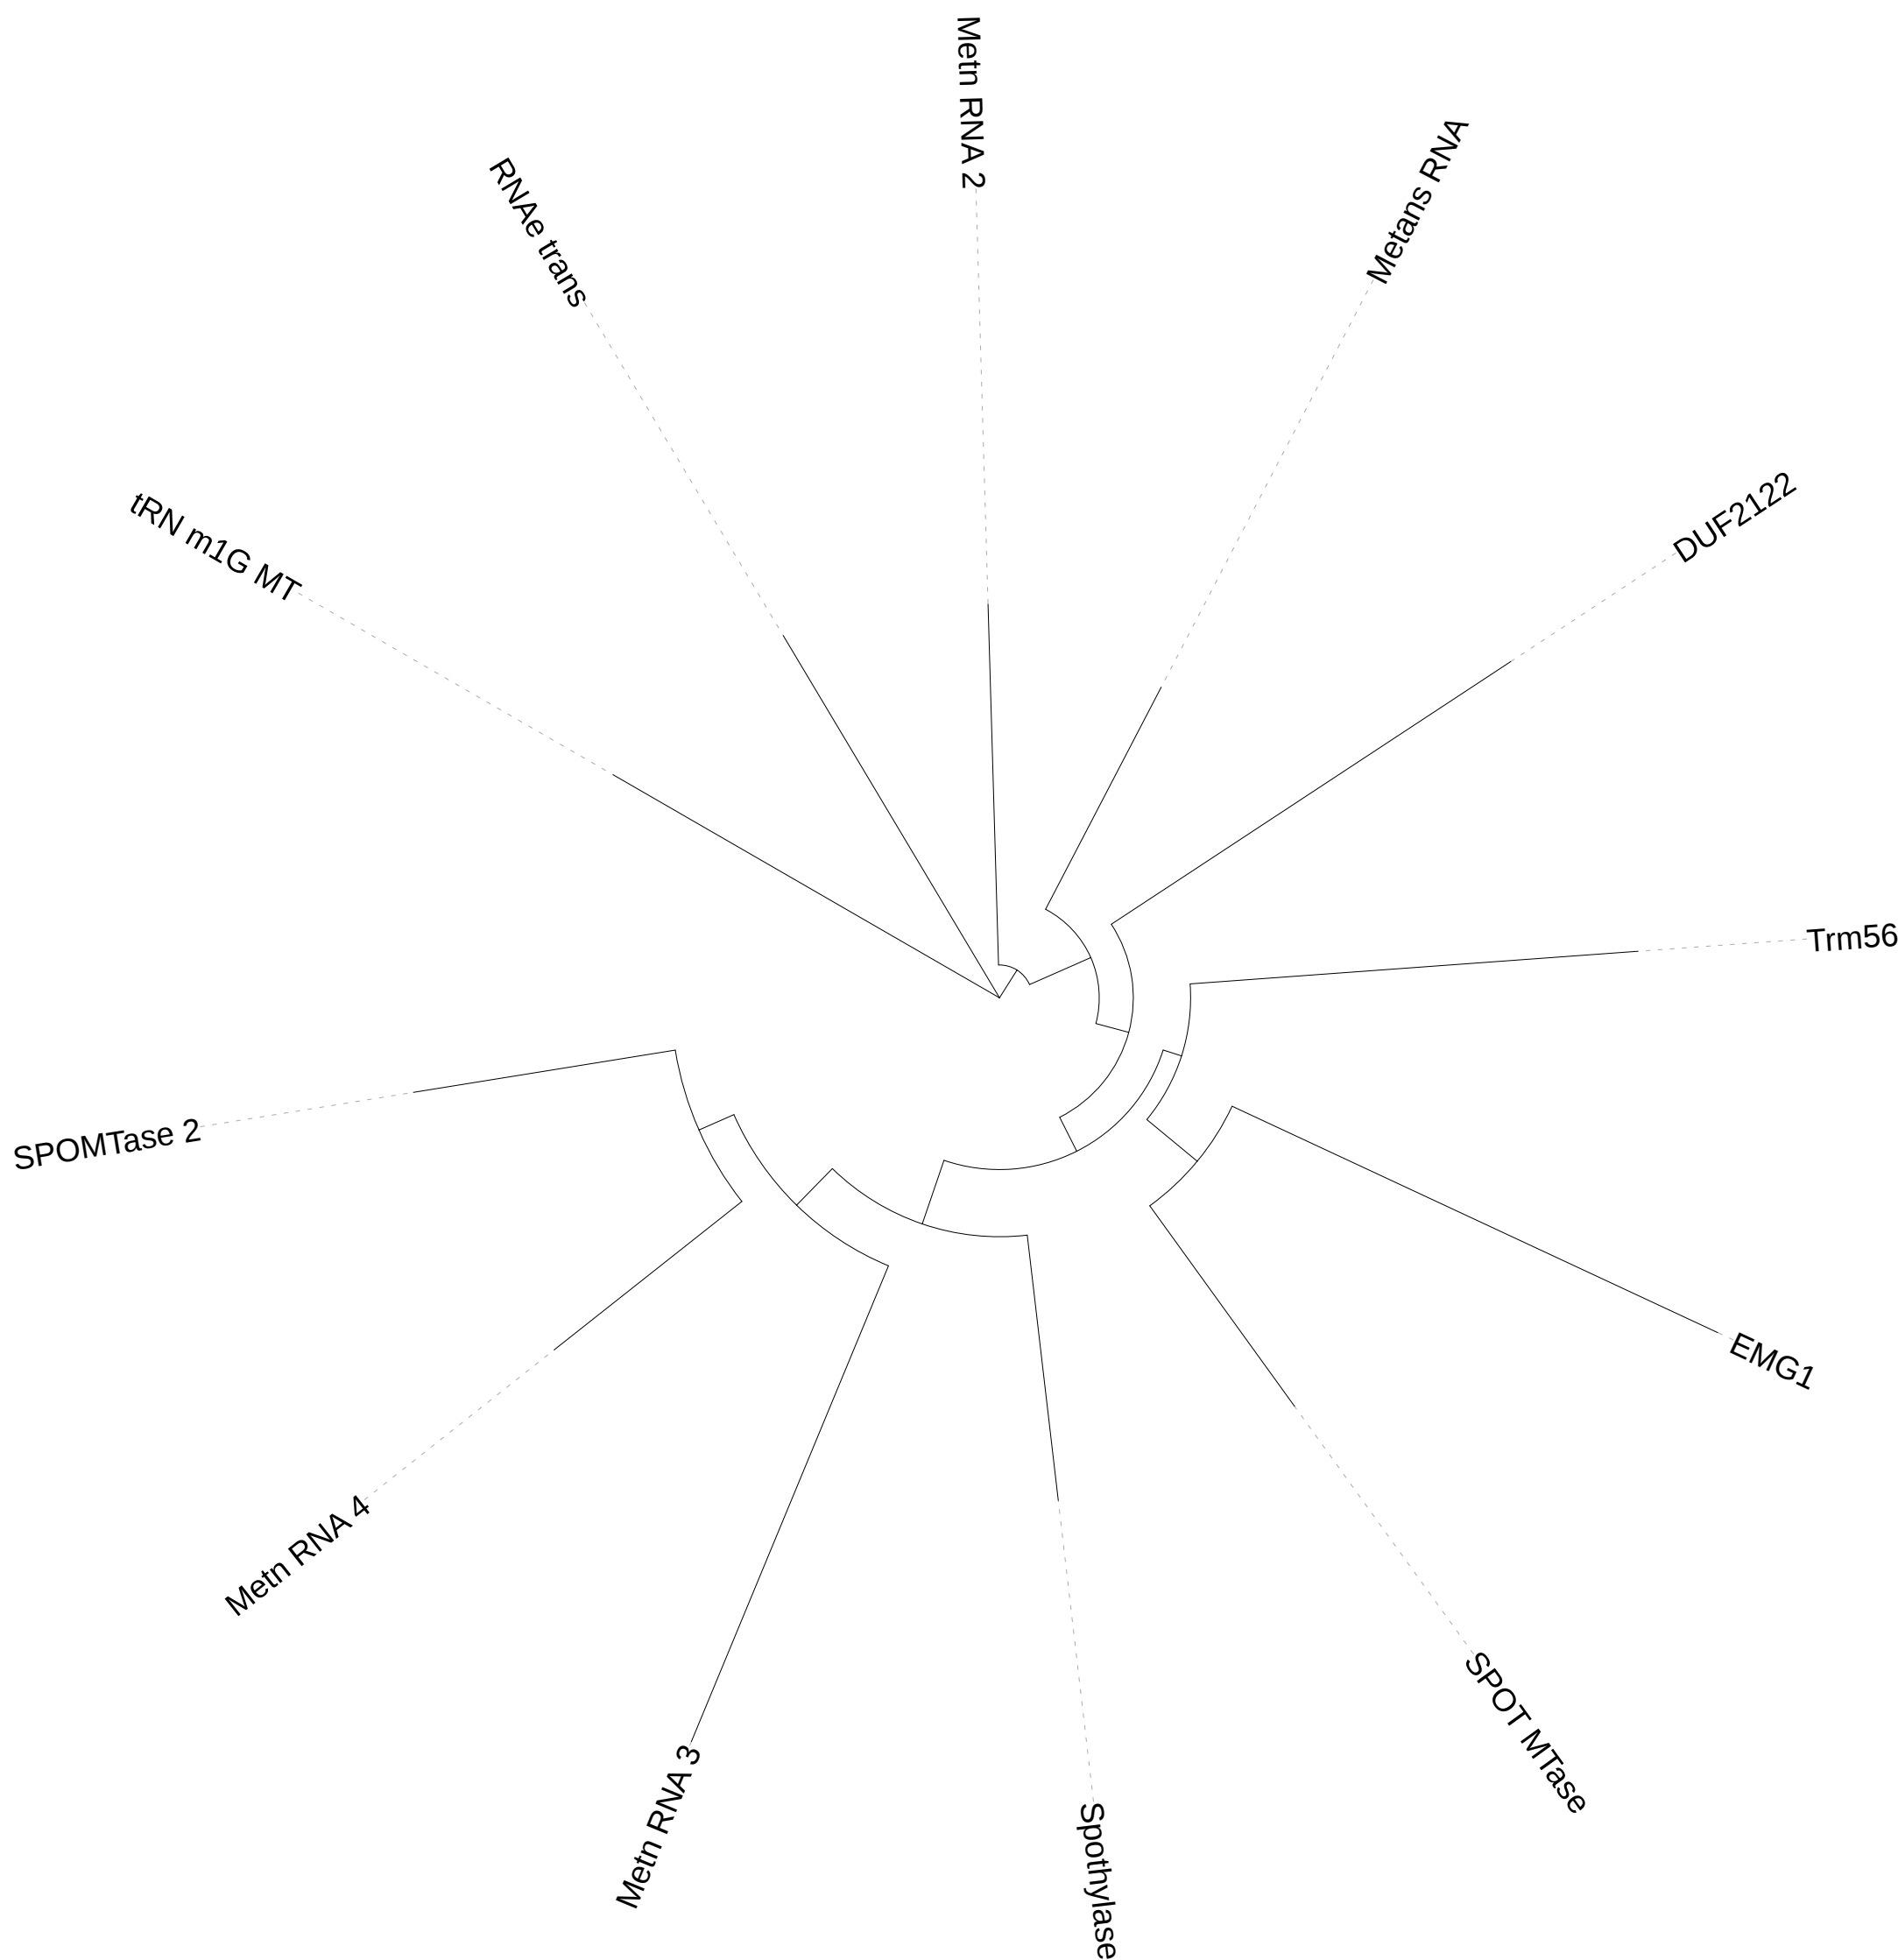 Metn RNA 2
Metans RNA
RNAe trans
DUF2122
tRN m1G MT
Trm56
SPOMTase 2
EMG1
Metn RNA 4
SPOT MTase
Metn RNA 3
Spothylase